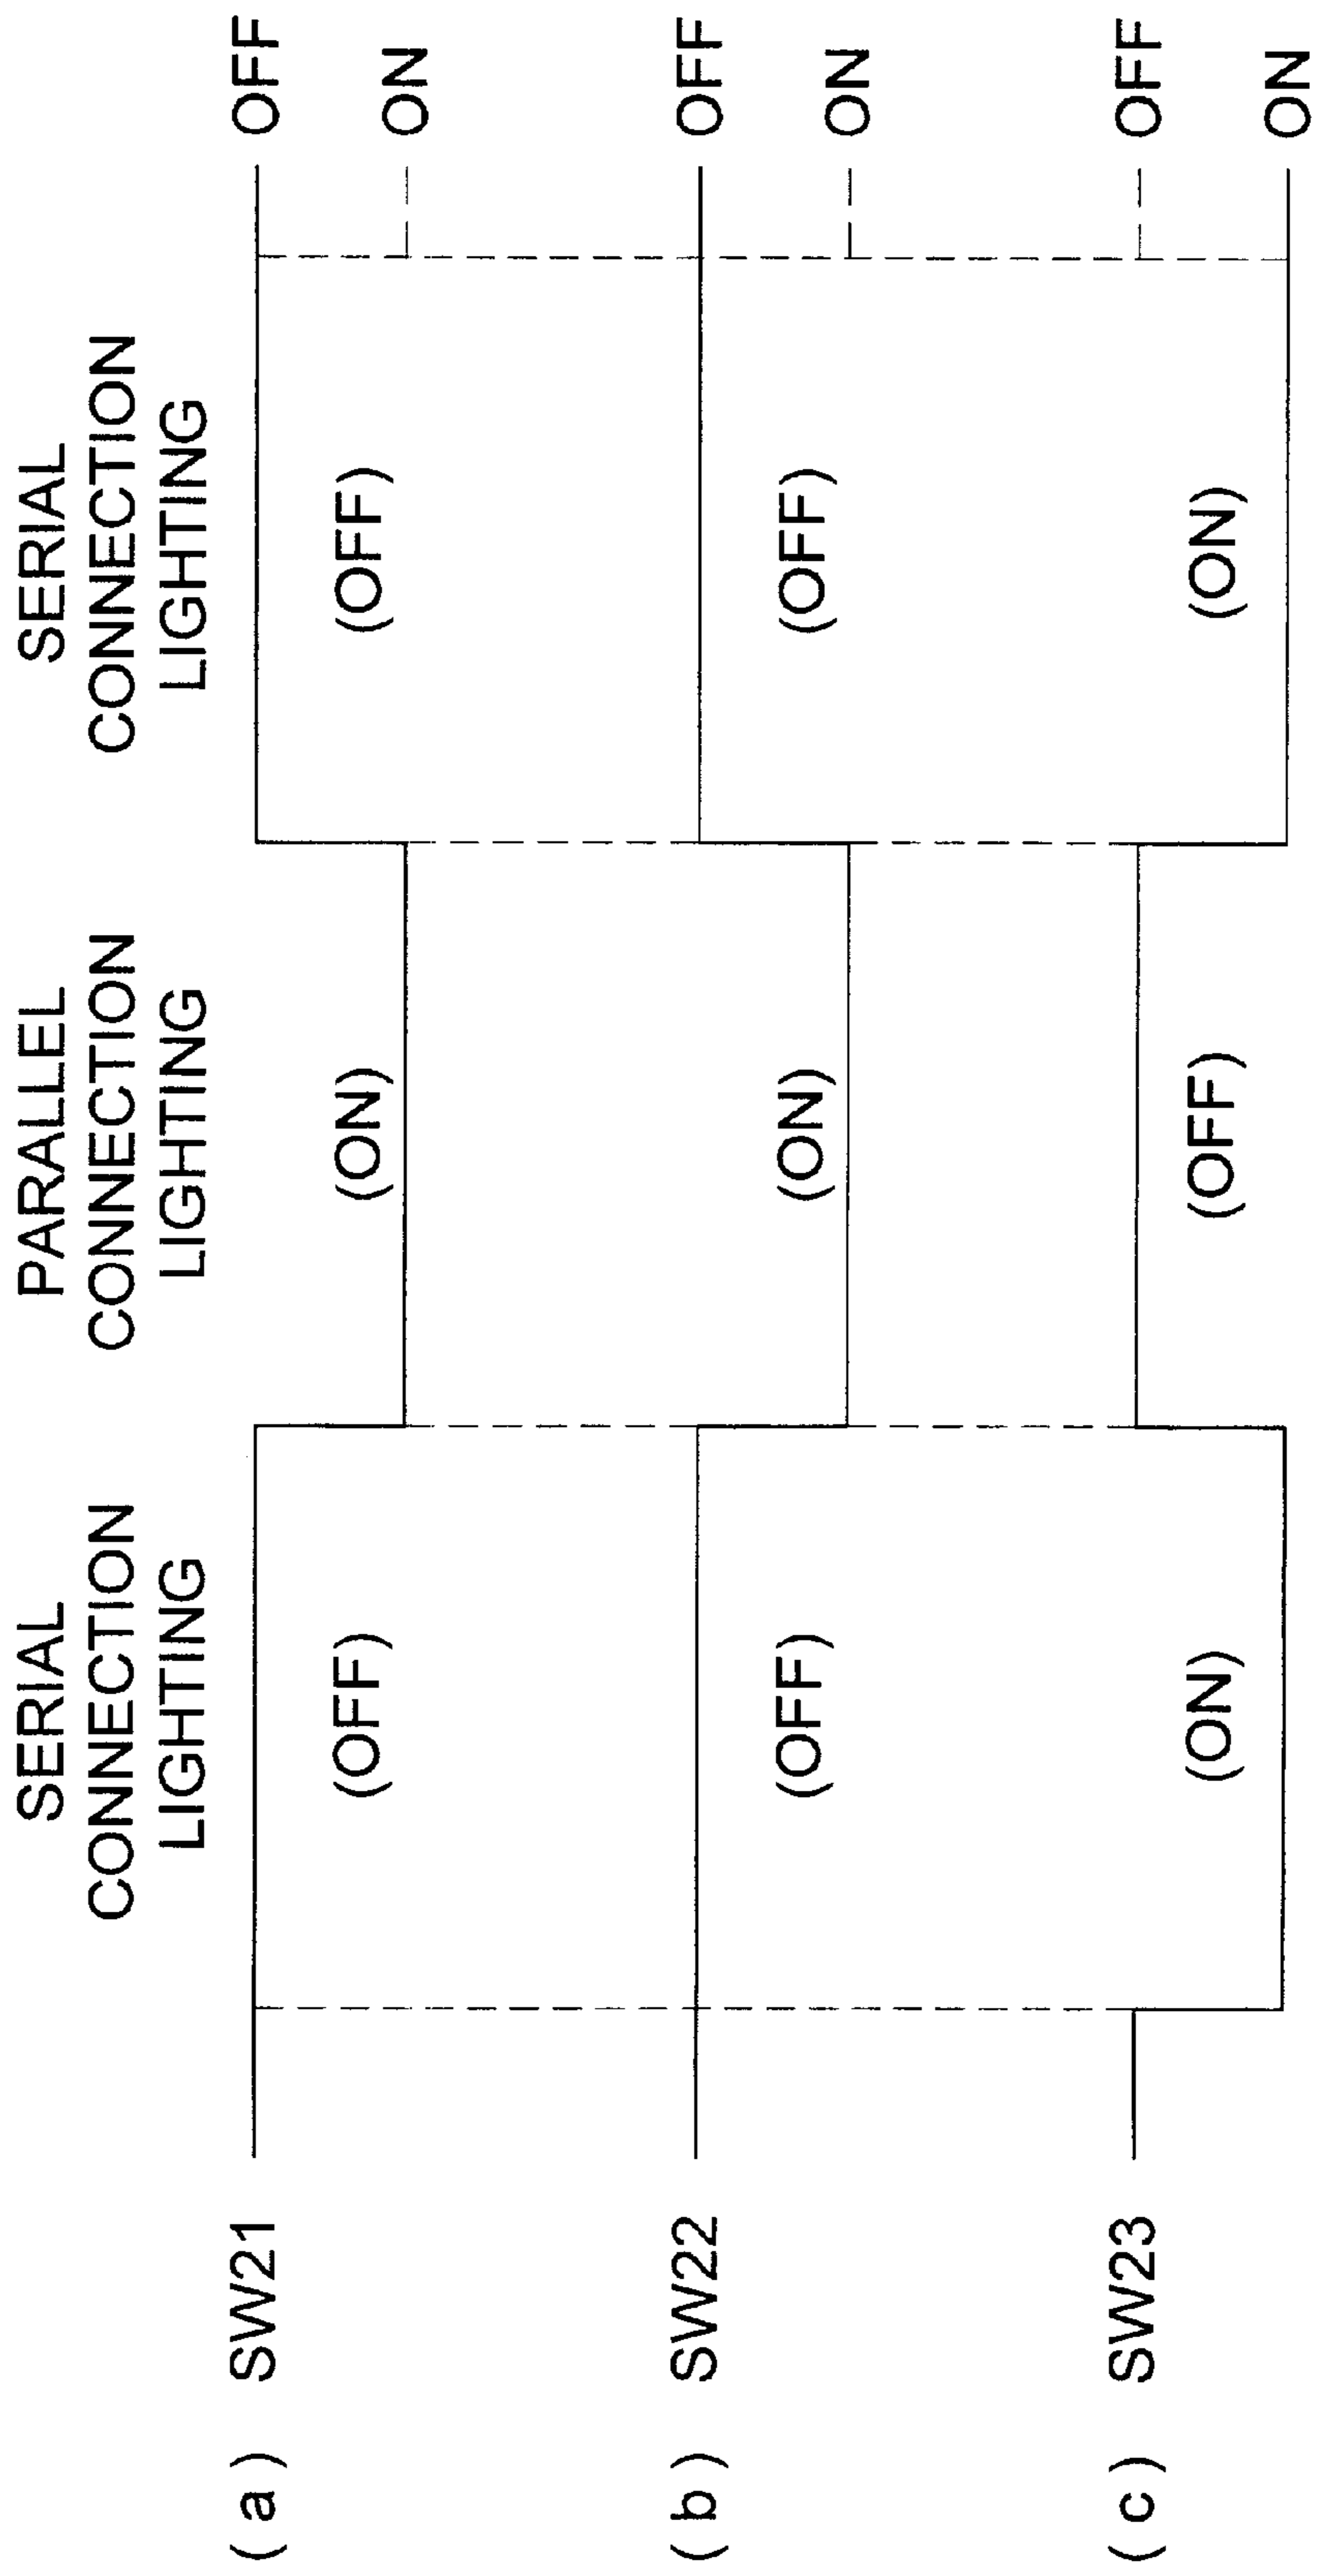 SERIAL
CONNECTION
LIGHTING
PARALLEL
CONNECTION
LIGHTING
SERIAL
CONNECTION
LIGHTING
(a) SW21
(OFF)
(ON)
(OFF)
OFF
ON
(b) SW22
(OFF)
(ON)
(OFF)
OFF
ON
(c) SW23
(ON)
(OFF)
(ON)
OFF
ON